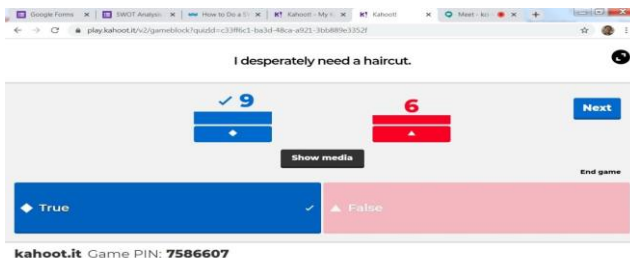 Google Forms
SWOT Analysis
How to Do a S
Kahoot! - My K
Kahoot!
Meet - ko
play.kahoot.it/v2/gameblock?quizId=c33ff6c1-ba3d-48ca-a921-3bb889e3352f
I desperately need a haircut.
9
6
Next
Show media
End game
True
False
kahoot.it Game PIN: 7586607